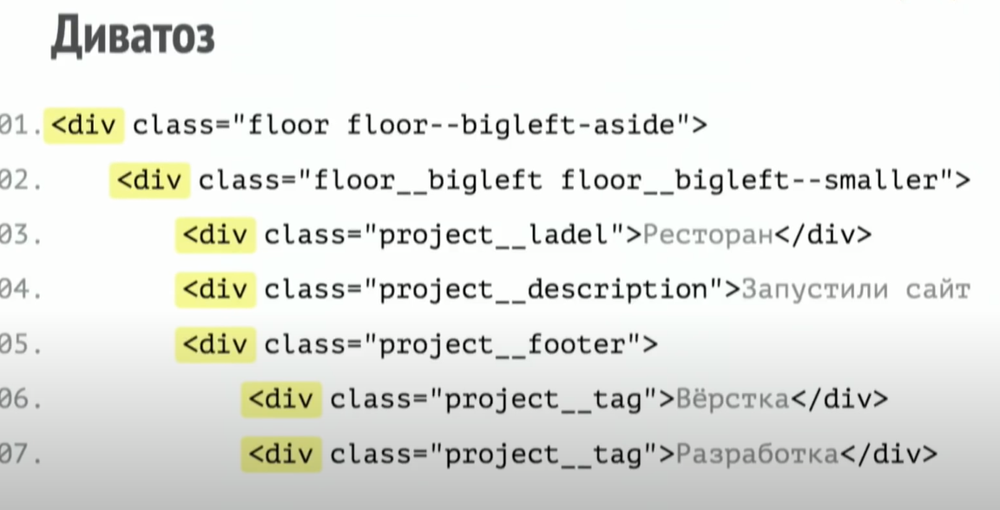 Диватоз
01. <div class="floor floor--bigleft-aside">
02. <div class="floor__bigleft floor__bigleft--smaller">
03. <div class="project__ladel">Ресторан</div>
04. <div class="project__description">Запустили сайт
05. <div class="project__footer">
06. <div class="project__tag">Вёрстка</div>
07. <div class="project__tag">Разработка</div>